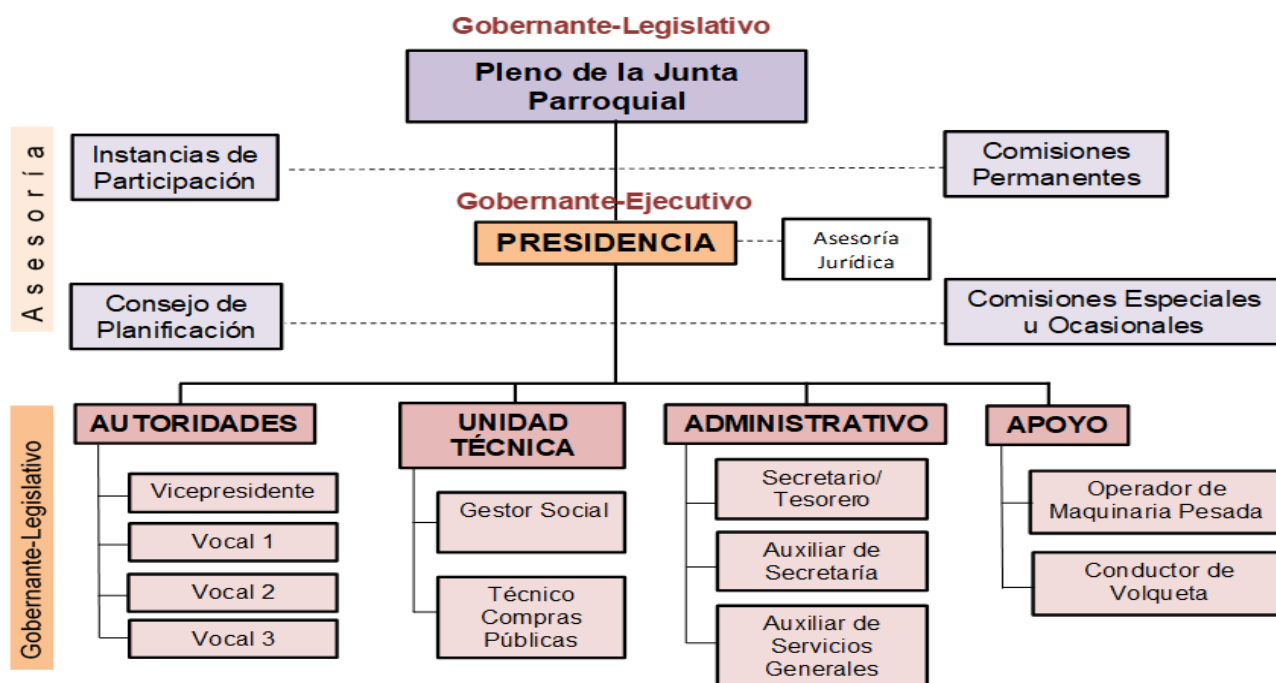 Gobernante-Legislativo
Pleno de la Junta
Parroquial
Asesoría
Instancias de
Participación
Comisiones
Permanentes
Gobernante-Ejecutivo
PRESIDENCIA
Asesoría
Jurídica
Consejo de
Planificación
Comisiones Especiales
u Ocasionales
Gobernante-Legislativo
AUTORIDADES
Vicepresidente
Vocal 1
Vocal 2
Vocal 3
UNIDAD
TÉCNICA
Gestor Social
Técnico
Compras
Públicas
ADMINISTRATIVO
Secretario/
Tesorero
Auxiliar de
Secretaría
Auxiliar de
Servicios
Generales
APOYO
Operador de
Maquinaria Pesada
Conductor de
Volqueta